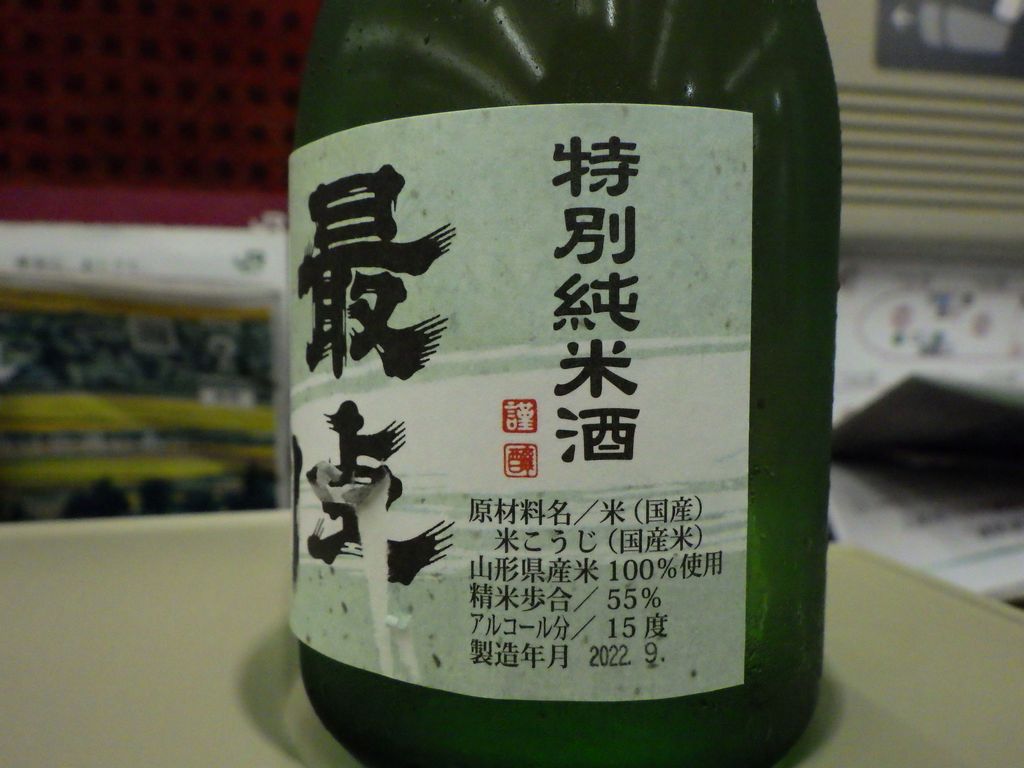 特別純米酒
謹醸
最
原材料名／米（国産）
米こうじ（国産米）
山形県産米100％使用
精米歩合／55％
アルコール分／15度
製造年月 2022. 9.